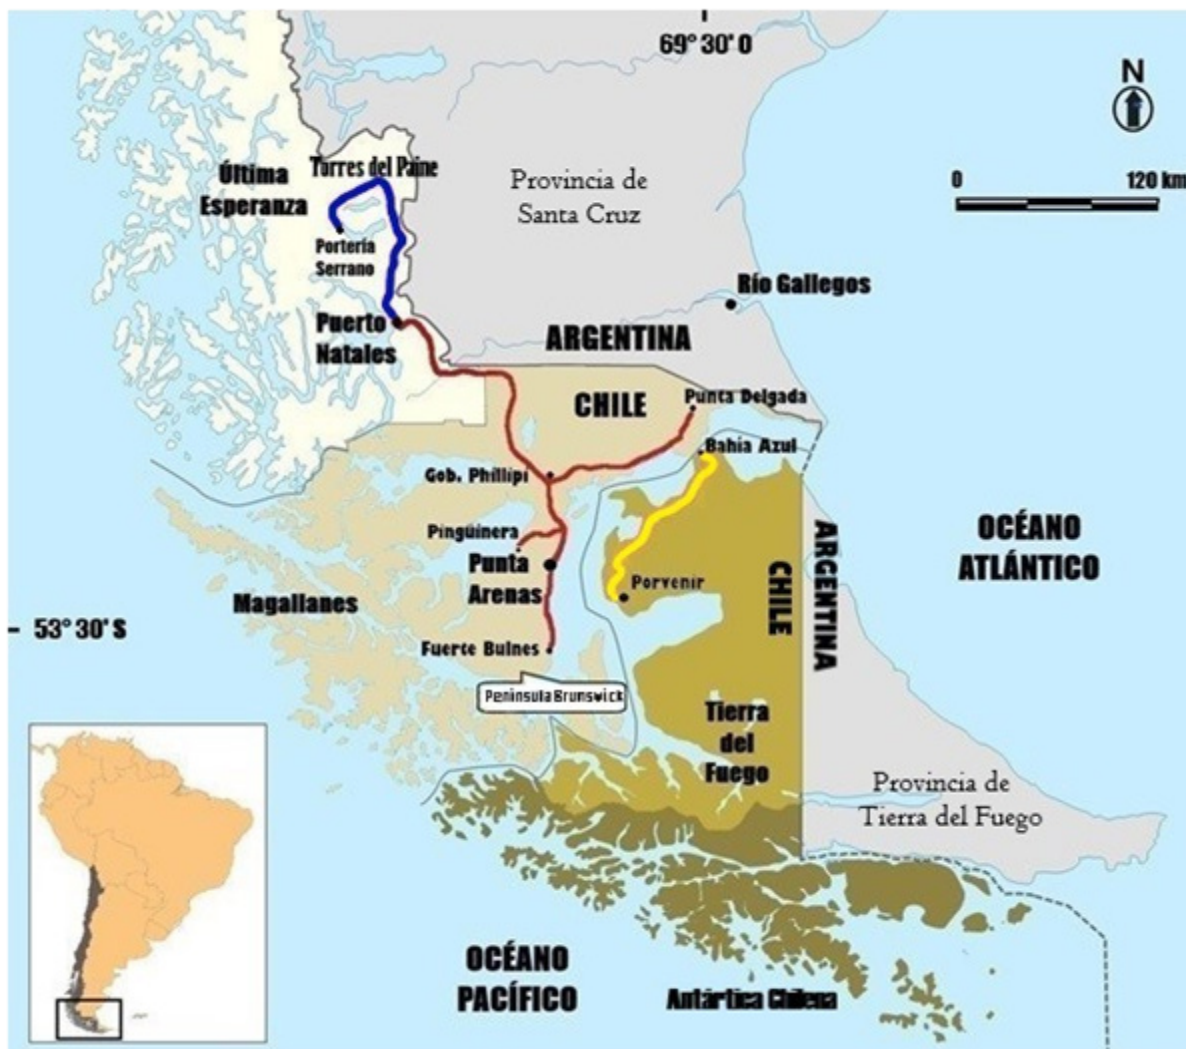 69° 30' O
N
0 120 km
Última
Esperanza
Torres del Paine
Portería
Serrano
Provincia de
Santa Cruz
Río Gallegos
Puerto
Natales
ARGENTINA
CHILE
Punta Delgada
Bahía Azul
Gob. Phillipi
Pingüinera
Punta
Arenas
Magallanes
Fuerte Bulnes
Península Brunswick
Porvenir
CHILE
ARGENTINA
OCÉANO
ATLÁNTICO
53° 30' S
Tierra
del
Fuego
Provincia de
Tierra del Fuego
OCÉANO
PACÍFICO
Antártica Chilena